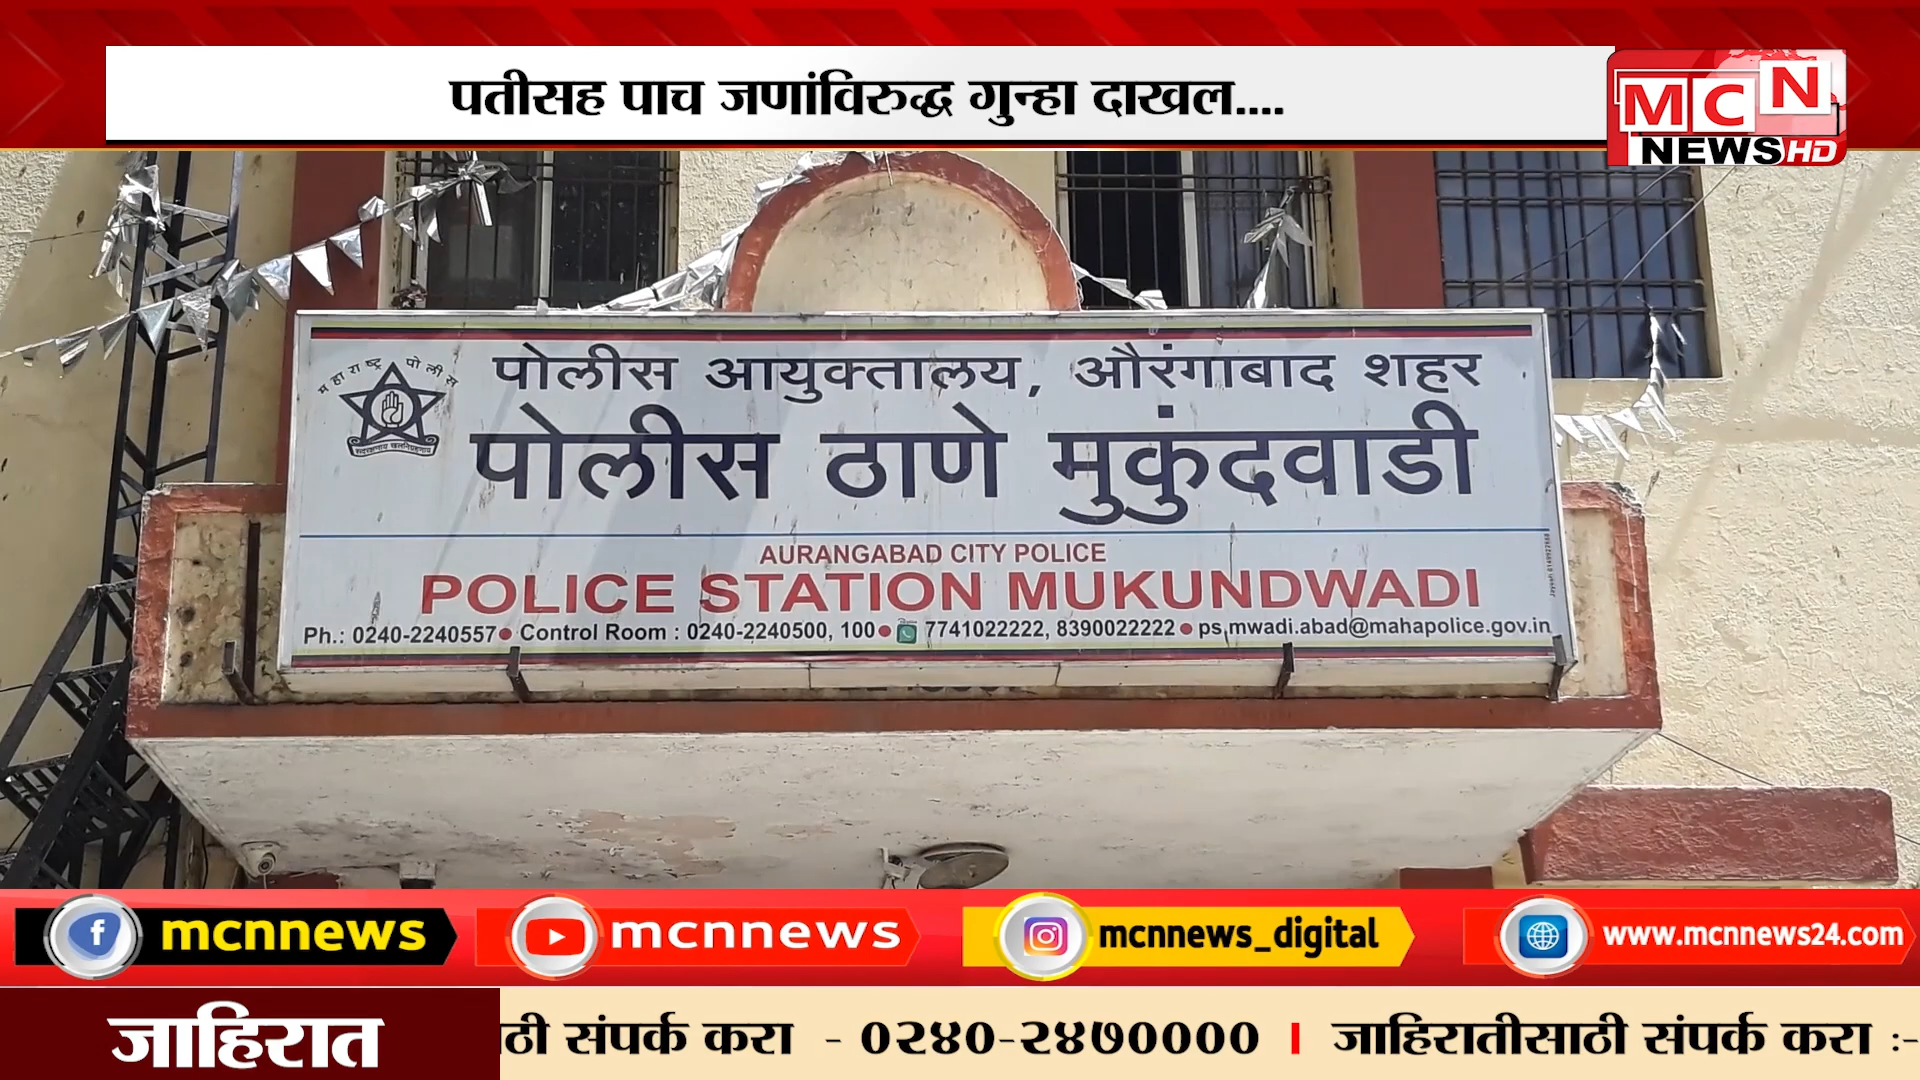 पतीसह पाच जणांविरुद्ध गुन्हा दाखल....
MCN
NEWS HD
महाराष्ट्र पोलीस
पोलीस आयुक्तालय, औरंगाबाद शहर
पोलीस ठाणे मुकुंदवाडी
AURANGABAD CITY POLICE
POLICE STATION MUKUNDWADI
Ph.: 0240-2240557● Control Room : 0240-2240500, 100● 7741022222, 8390022222● ps.mwadi.abad@mahapolice.gov.in
mcnnews
mcnnews
mcnnews_digital
www.mcnnews24.com
जाहिरात
ठी संपर्क करा - ०२४०-२४७०००० । जाहिरातीसाठी संपर्क करा :-